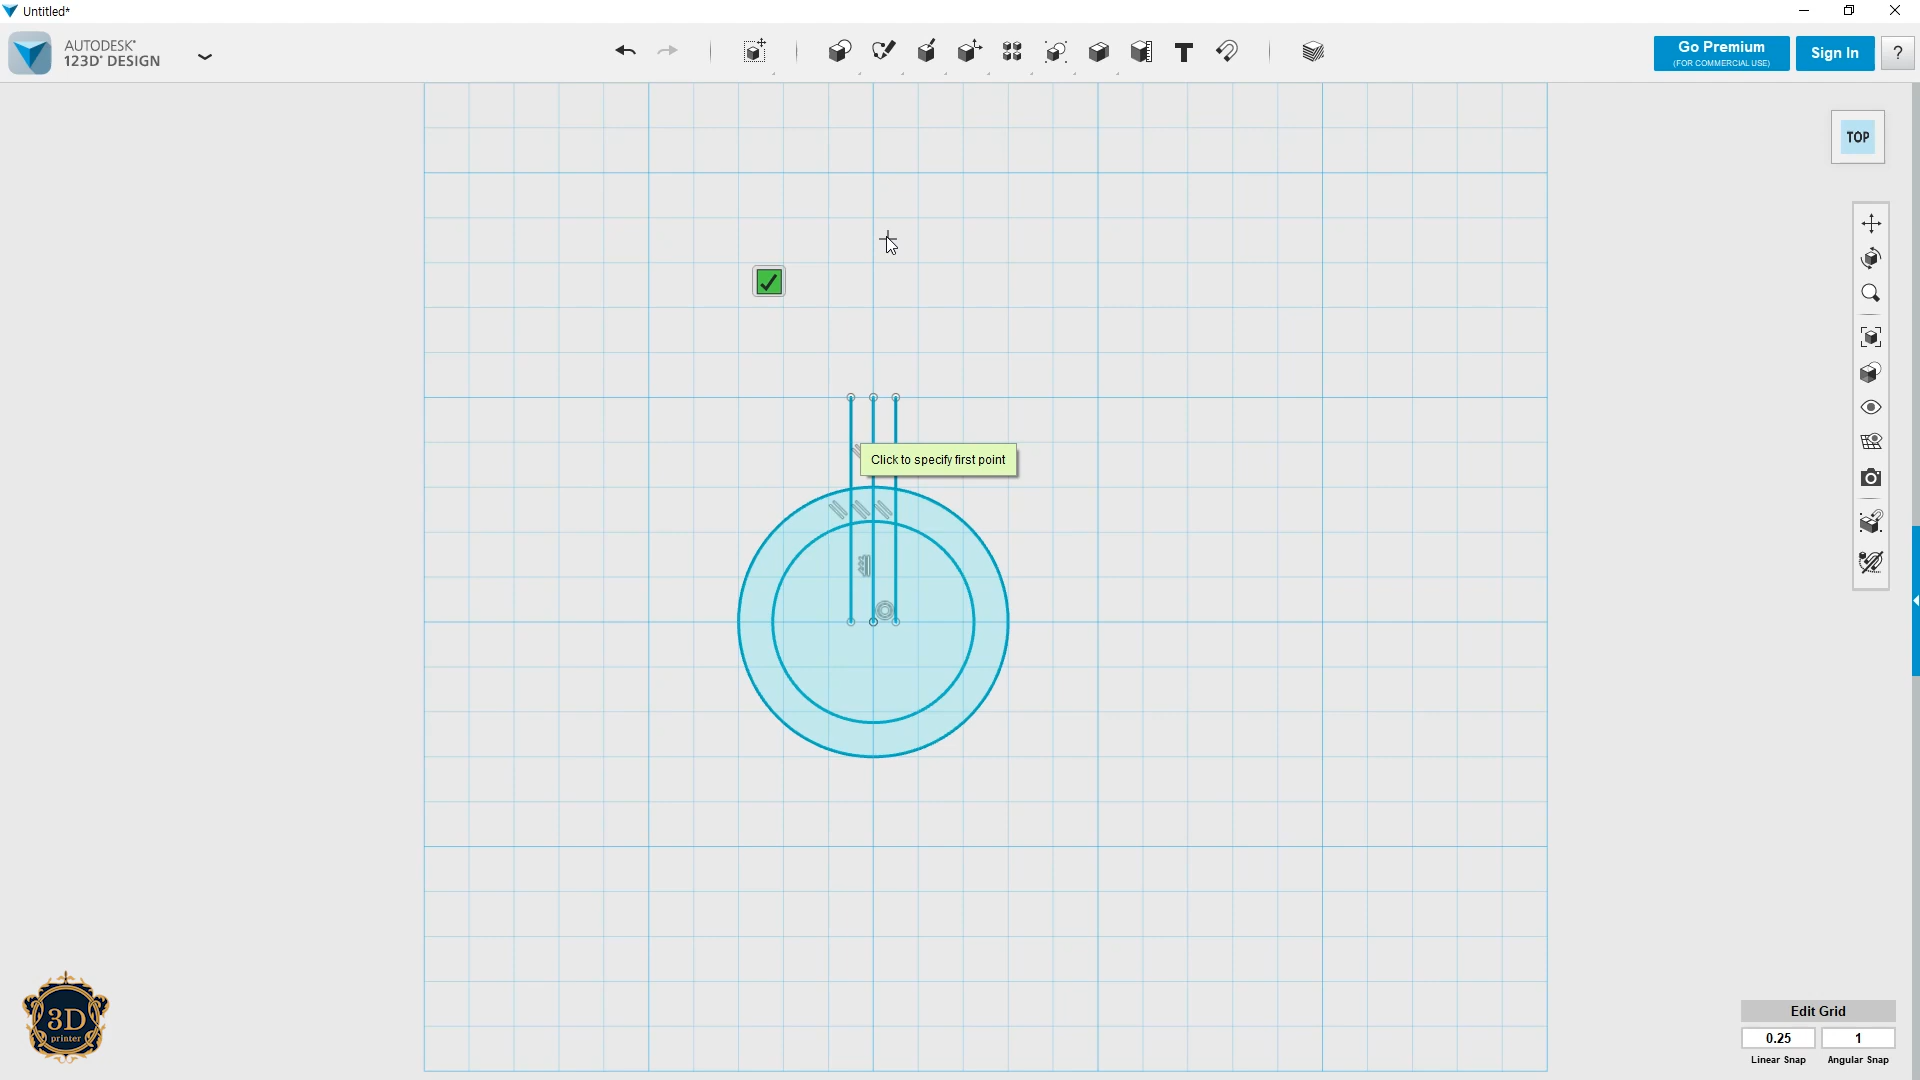 Untitled*
AUTODESK®
123D® DESIGN
Go Premium
(FOR COMMERCIAL USE)
Sign In
?
TOP
Click to specify first point
3D
printer
Edit Grid
0.25
1
Linear Snap
Angular Snap